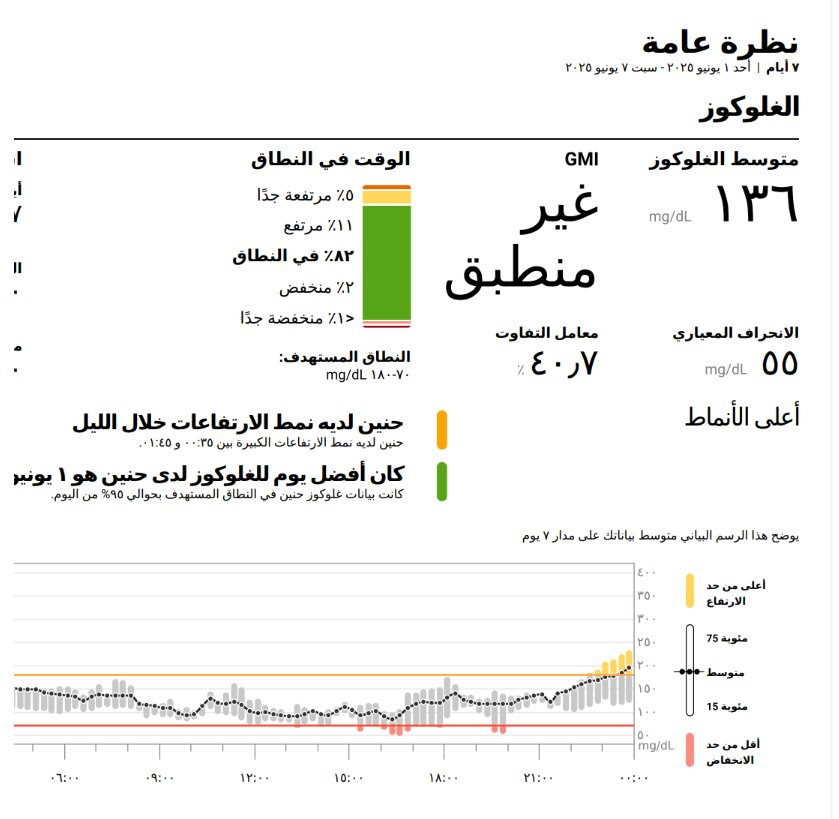 نظرة عامة
٧ أيام | أحد ١ يونيو ٢٠٢٥ - سبت ٧ يونيو ٢٠٢٥
الغلوكوز
متوسط الغلوكوز
١٣٦ mg/dL
الانحراف المعياري
٥٥ mg/dL
GMI
غير
منطبق
معامل التفاوت
٤٠٫٧ ٪
الوقت في النطاق
٥٪ مرتفعة جدًا
١١٪ مرتفع
٨٢٪ في النطاق
٢٪ منخفض
<١٪ منخفضة جدًا
النطاق المستهدف:
٧٠-١٨٠ mg/dL
أعلى الأنماط
حنين لديه نمط الارتفاعات خلال الليل
حنين لديه نمط الارتفاعات الكبيرة بين ٠٠:٣٥ و ٠١:٤٥.
كان أفضل يوم للغلوكوز لدى حنين هو ١ يونيو
كانت بيانات غلوكوز حنين في النطاق المستهدف بحوالي ٩٥% من اليوم.
يوضح هذا الرسم البياني متوسط بياناتك على مدار ٧ يوم
أعلى من حد
الارتفاع
مئوية 75
متوسط
مئوية 15
أقل من حد
الانخفاض
٤٠٠
٣٥٠
٣٠٠
٢٥٠
٢٠٠
١٥٠
١٠٠
٥٠
mg/dL
٠٠:٠٠
٢١:٠٠
١٨:٠٠
١٥:٠٠
١٢:٠٠
٠٩:٠٠
٠٦:٠٠